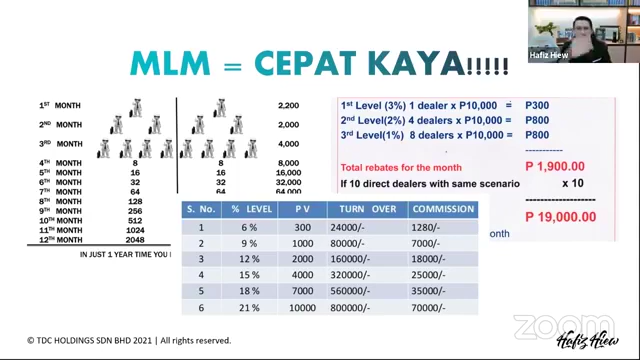 Hafiz Hiew
MLM = CEPAT KAYA!!!!!
1ST MONTH 2,200
2ND MONTH 2,000
3RD MONTH 4,000
4TH MONTH 8 8 8,000
5TH MONTH 16 16 16,000
6TH MONTH 32 32 32,000
7TH MONTH 64 64 64,000
8TH MONTH 128
9TH MONTH 256
10TH MONTH 512
11TH MONTH 1024
12TH MONTH 2048
IN JUST 1 YEAR TIME YOU
1st Level (3%) 1 dealer x P10,000 = P300
2nd Level(2%) 4 dealers x P10,000 = P800
3rd Level(1%) 8 dealers x P10,000 = P800
-----------
Total rebates for the month P 1,900.00
If 10 direct dealers with same scenario x 10
--------------------
P 19,000.00
onth
S. No. % LEVEL P V TURN OVER COMMISSION
1 6 % 300 24000/- 1280/-
2 9 % 1000 80000/- 7000/-
3 12 % 2000 160000/- 18000/-
4 15 % 4000 320000/- 25000/-
5 18 % 7000 560000/- 35000/-
6 21 % 10000 800000/- 70000/-
zoom
© TDC HOLDINGS SDN BHD 2021 | All rights reserved.
Hafiz Hiew